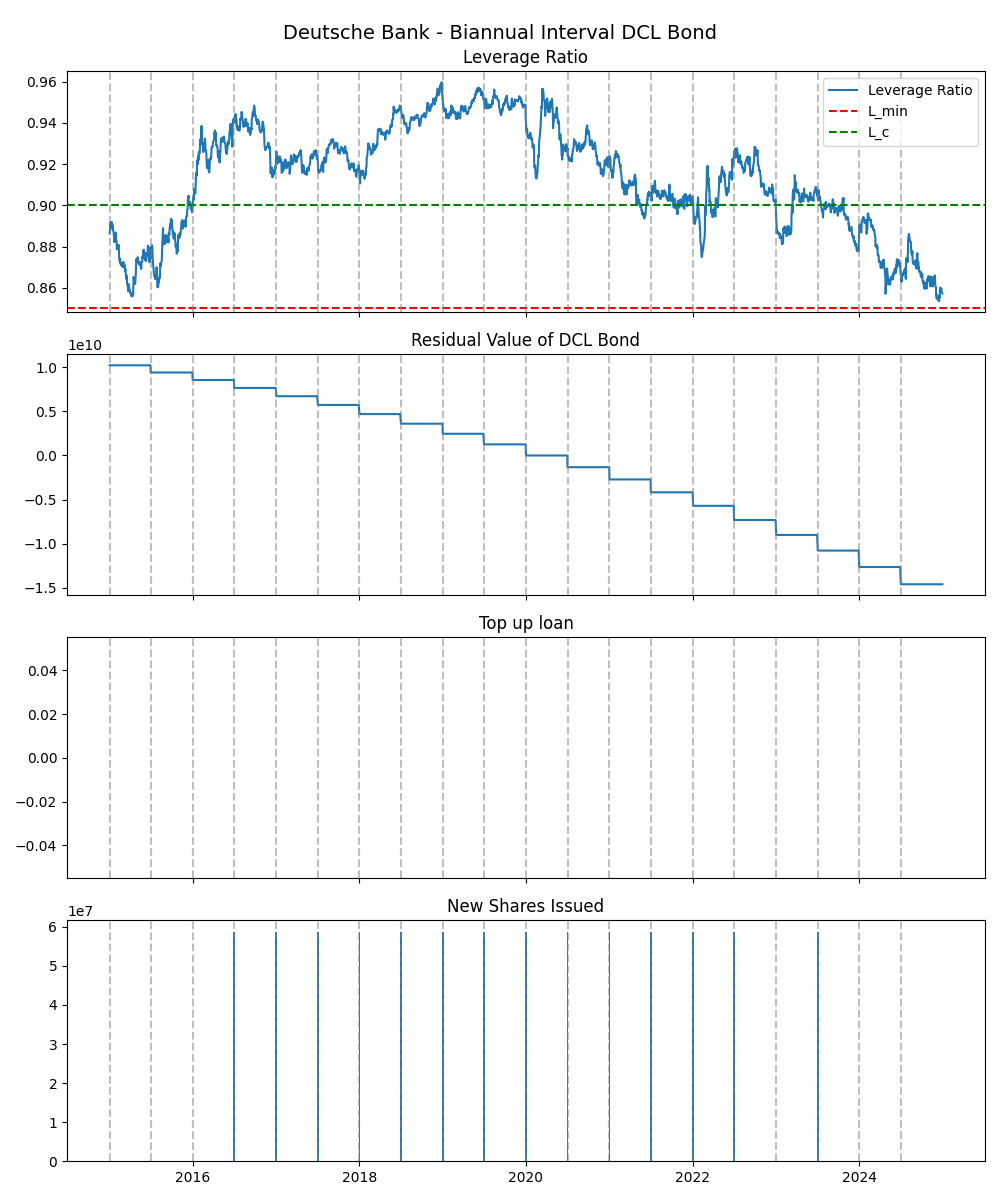 Deutsche Bank - Biannual Interval DCL Bond
Leverage Ratio
0.96
0.94
0.92
0.90
0.88
0.86
Leverage Ratio
L_min
L_c
Residual Value of DCL Bond
1e10
1.0
0.5
0.0
−0.5
−1.0
−1.5
Top up loan
0.04
0.02
0.00
−0.02
−0.04
New Shares Issued
1e7
6
5
4
3
2
1
0
2016 2018 2020 2022 2024